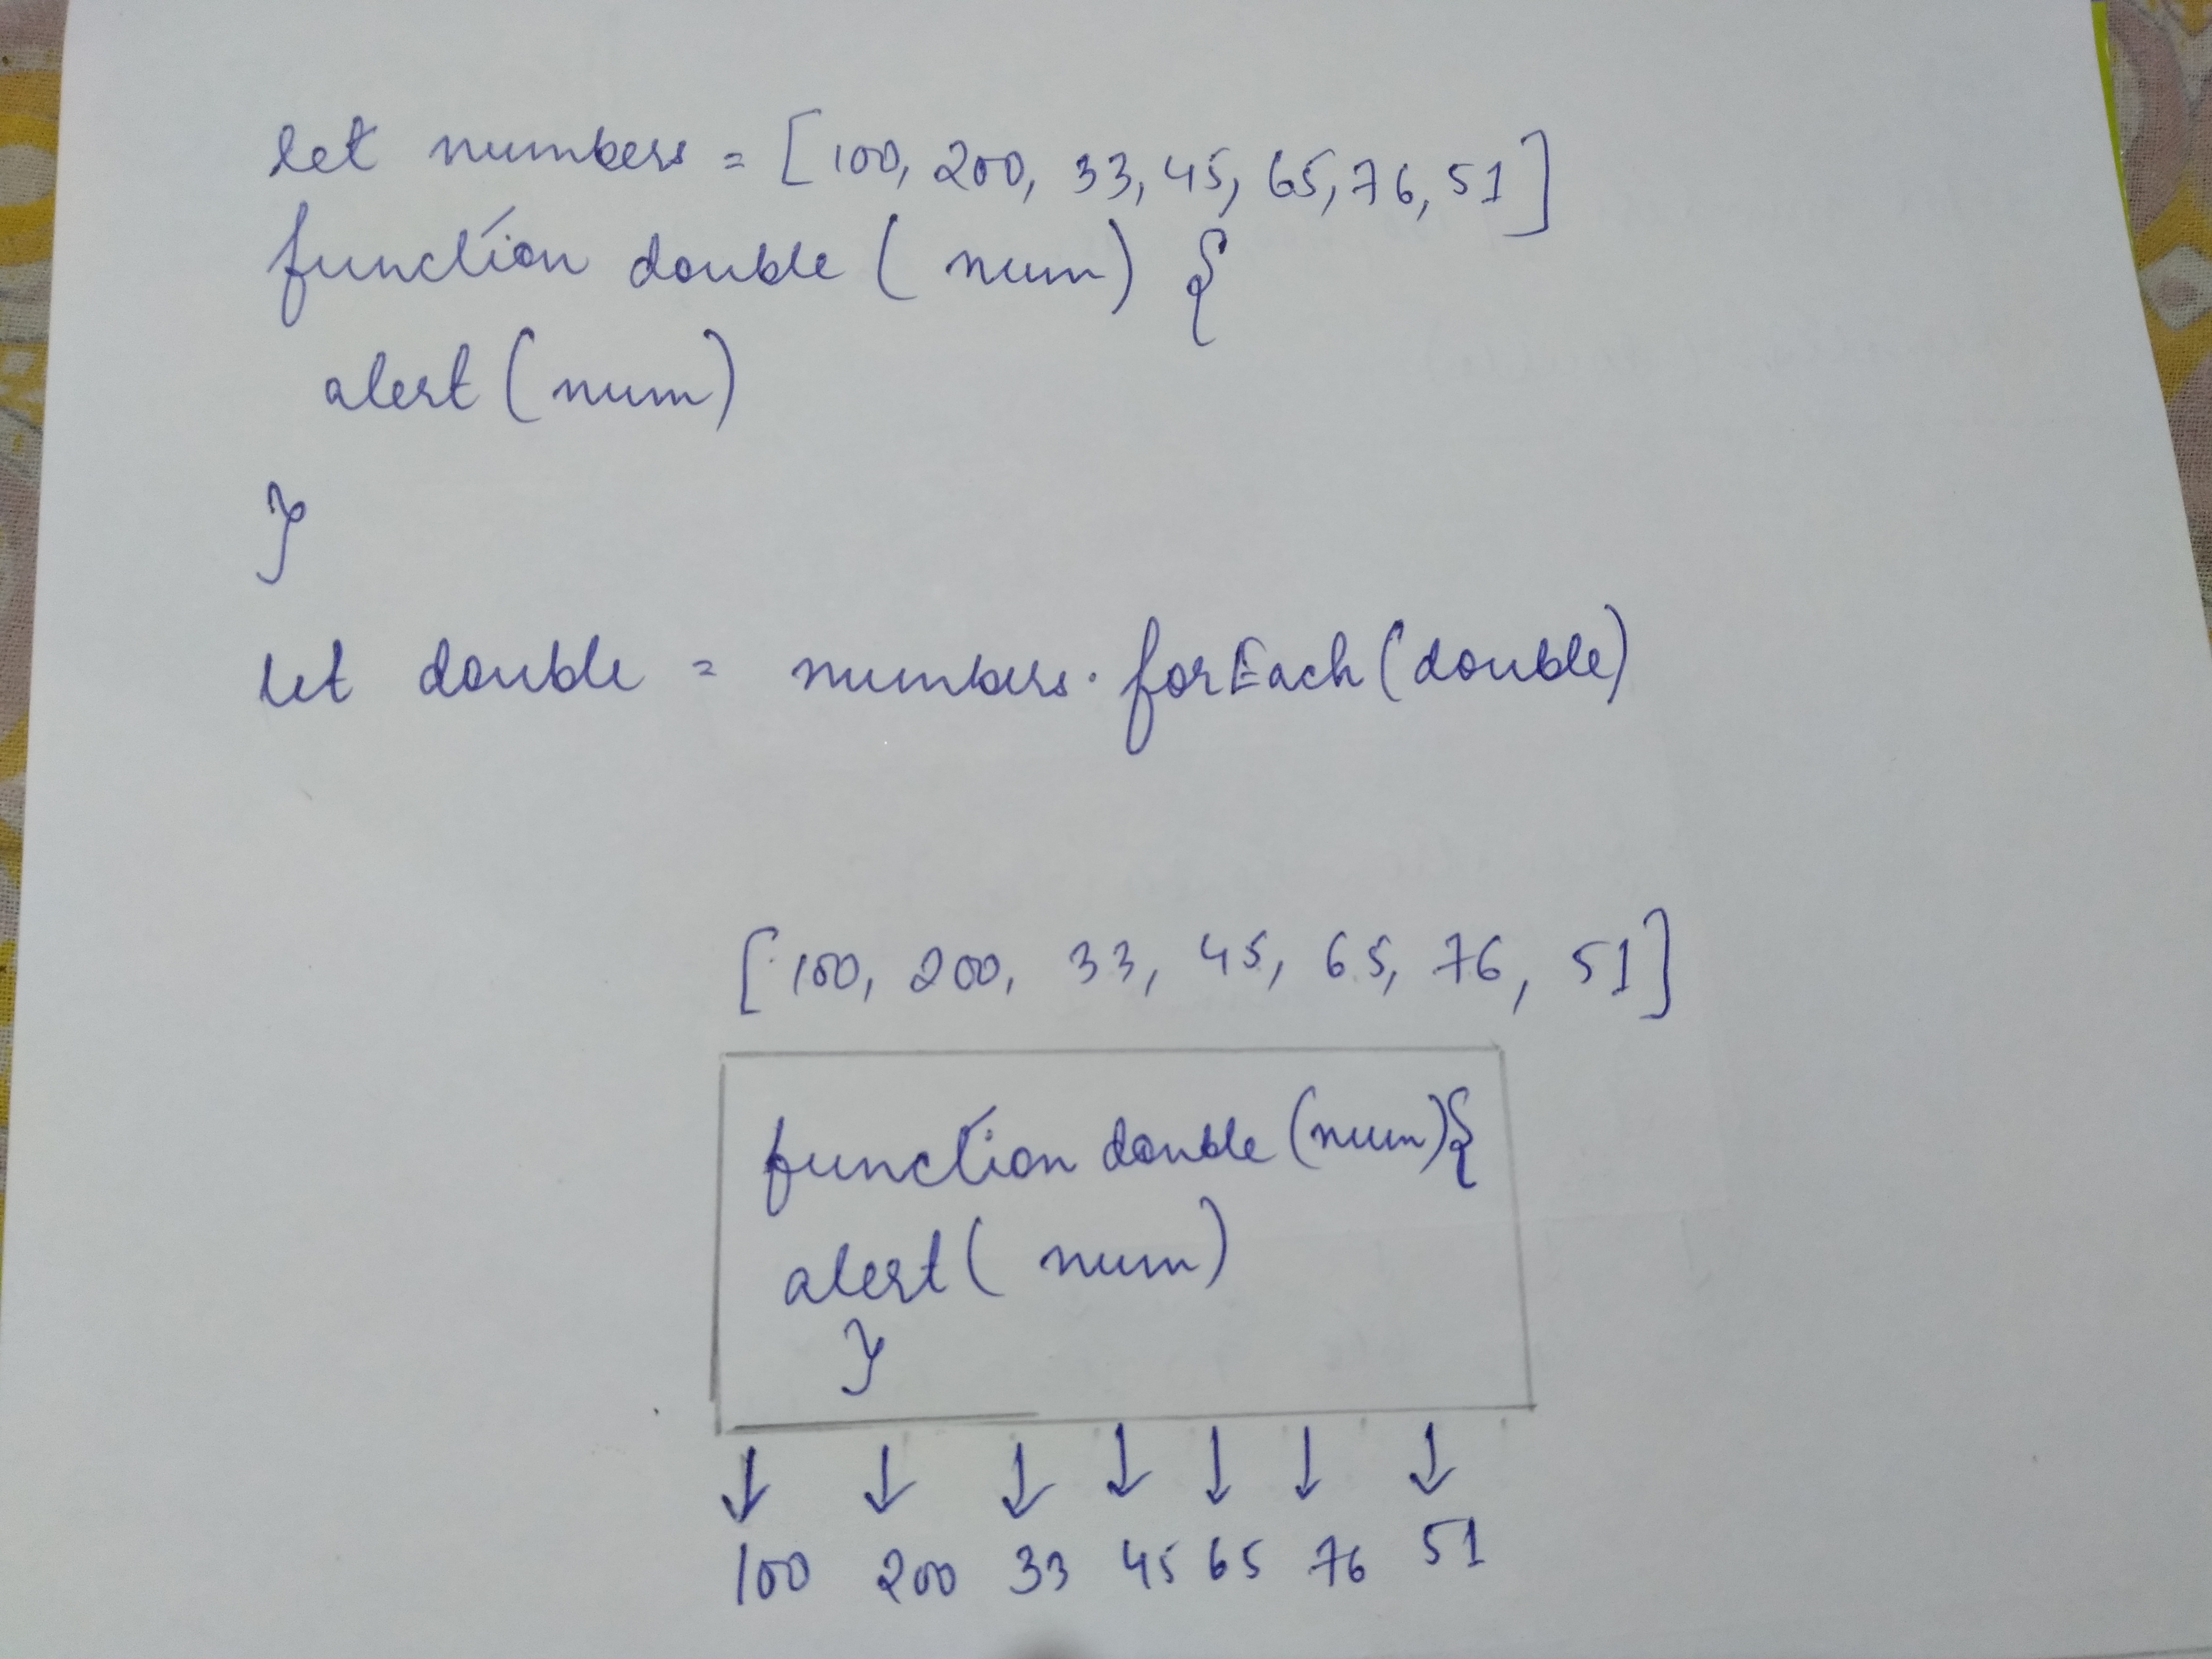 let numbers = [100, 200, 33, 45, 65, 76, 51]
function double ( num) {
alert (num)
}
let double = numbers.forEach(double)
[100, 200, 33, 45, 65, 76, 51]
function double (num){
alert( num)
}
↓ ↓ ↓ ↓ ↓ ↓ ↓
100 200 33 45 65 76 51